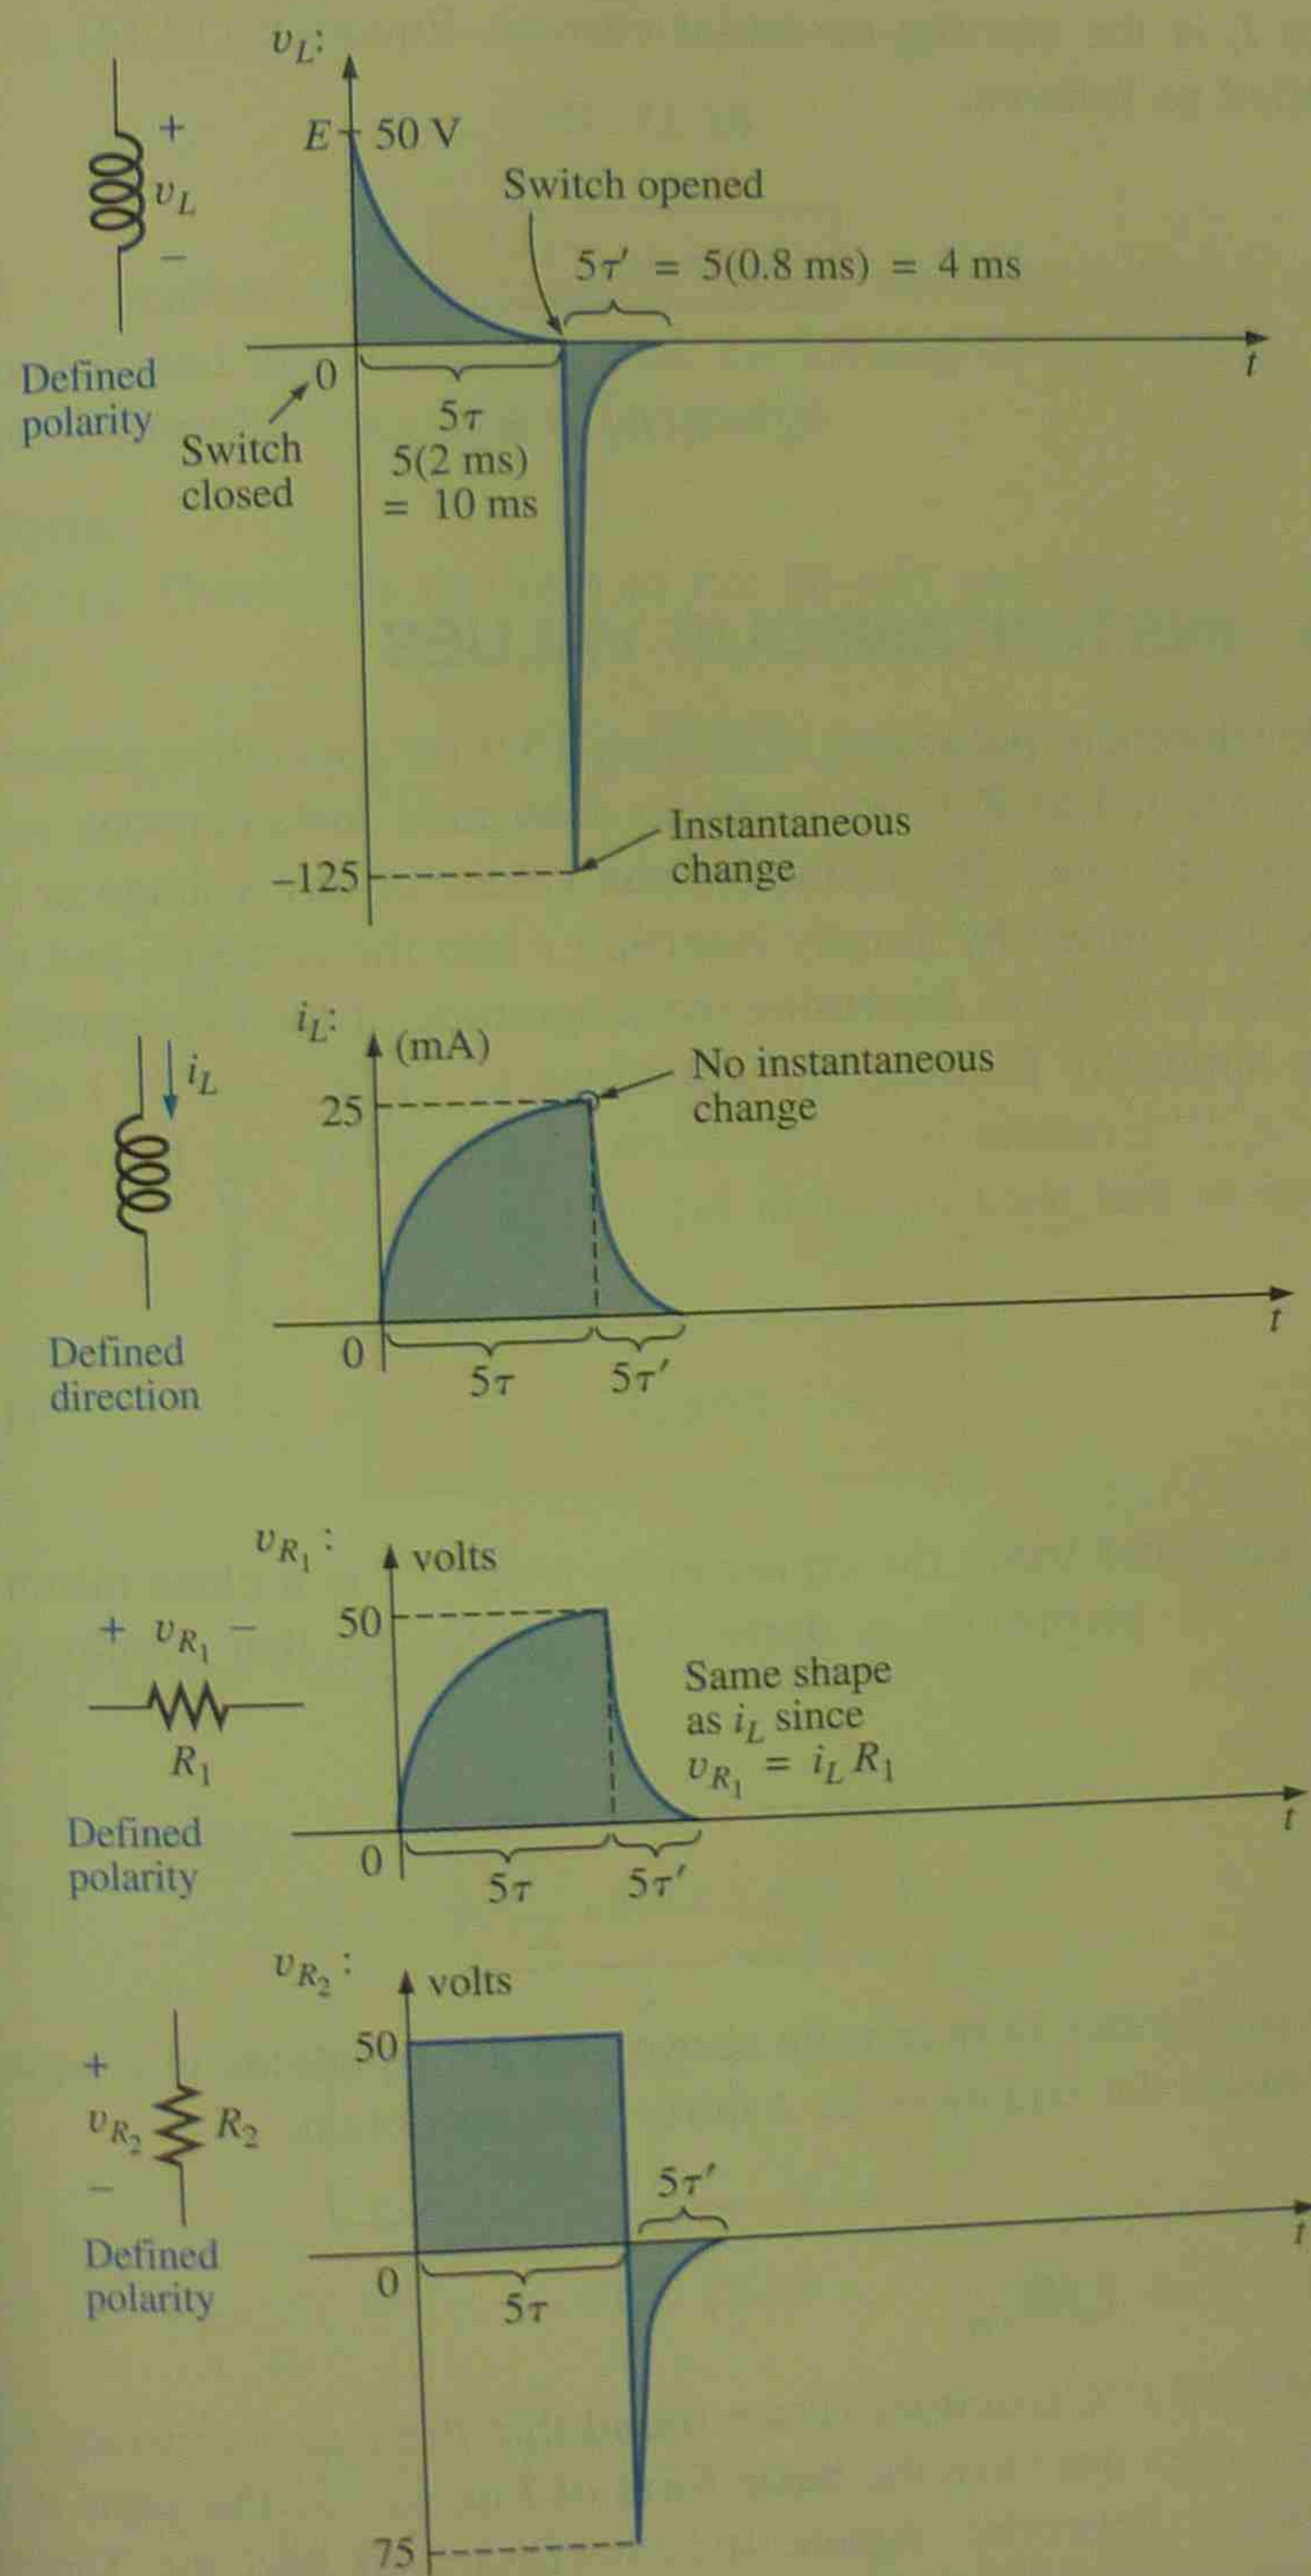 v_L:
E 50 V
+
v_L
−
Switch opened
5τ′ = 5(0.8 ms) = 4 ms
t
0
Defined
polarity
Switch
closed
5τ
5(2 ms)
= 10 ms
Instantaneous
change
−125
i_L:
(mA)
i_L
25
No instantaneous
change
t
0
5τ 5τ′
Defined
direction
v_R1:
volts
50
+ v_R1 −
R1
Same shape
as i_L since
v_R1 = i_L R1
t
Defined
polarity
0
5τ 5τ′
v_R2:
volts
50
+
v_R2 R2
−
5τ′
t
Defined
polarity
0
5τ
75